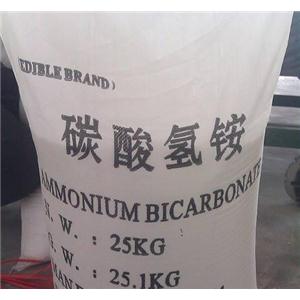 (EDIBLE BRAND)
碳酸氢铵
AMMONIUM BICARBONATE
N. W. : 25KG
G. W. : 25.1KG